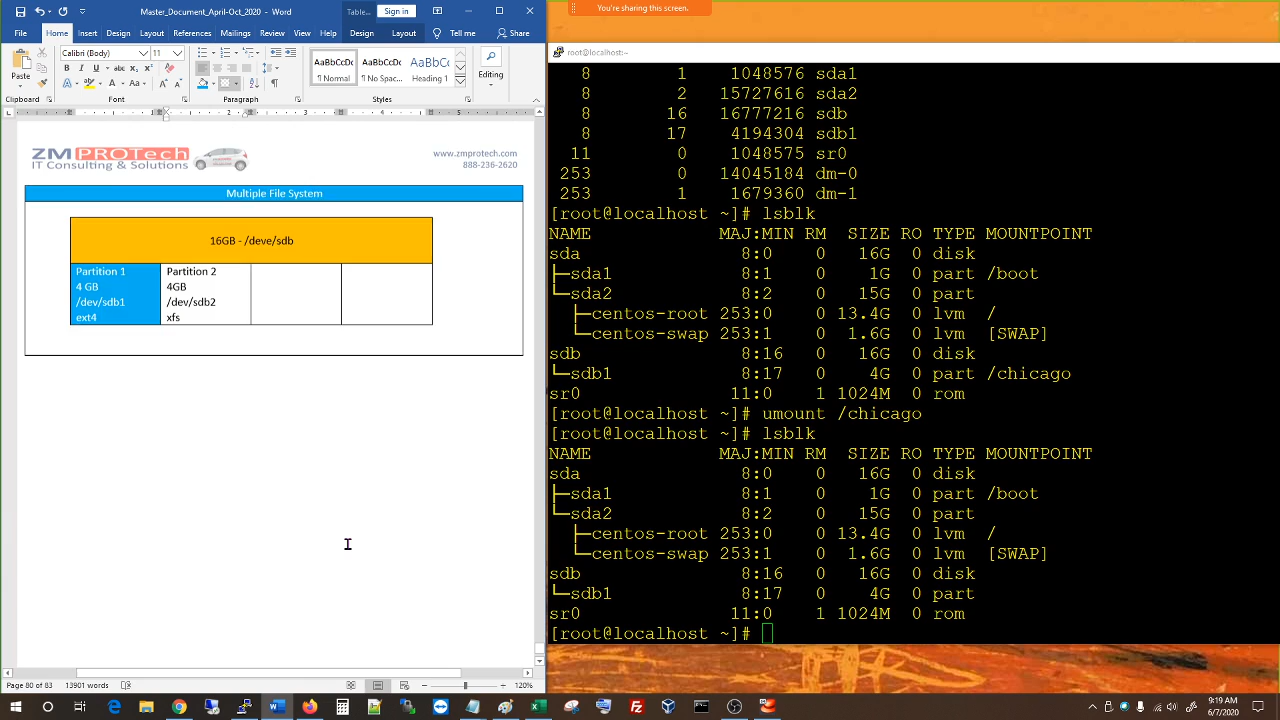 Master_Document_April-Oct_2020 - Word
Table...
Sign in
File
Home
Insert
Draw
Design
Layout
References
Mailings
Review
View
Help
Design
Layout
Tell me
Share
Paste
Calibri (Body)
11
B I U abc x₂ x²
Aa
AaBbCcDc AaBbCcDc AaBbCc
¶ Normal ¶ No Spac... Heading 1
Editing
Clipboard
Font
Paragraph
Styles
ZMPROTech
IT Consulting & Solutions
www.zmprotech.com
888-236-2620
Multiple File System
16GB - /deve/sdb
Partition 1
4 GB
/dev/sdb1
ext4
Partition 2
4GB
/dev/sdb2
xfs
Page 80 of 83 13901 words
120%
You're sharing this screen.
root@localhost:~
8 1 1048576 sda1
8 2 15727616 sda2
8 16 16777216 sdb
8 17 4194304 sdb1
11 0 1048575 sr0
253 0 14045184 dm-0
253 1 1679360 dm-1
[root@localhost ~]# lsblk
NAME MAJ:MIN RM SIZE RO TYPE MOUNTPOINT
sda 8:0 0 16G 0 disk
├─sda1 8:1 0 1G 0 part /boot
└─sda2 8:2 0 15G 0 part
├─centos-root 253:0 0 13.4G 0 lvm /
└─centos-swap 253:1 0 1.6G 0 lvm [SWAP]
sdb 8:16 0 16G 0 disk
└─sdb1 8:17 0 4G 0 part /chicago
sr0 11:0 1 1024M 0 rom
[root@localhost ~]# umount /chicago
[root@localhost ~]# lsblk
NAME MAJ:MIN RM SIZE RO TYPE MOUNTPOINT
sda 8:0 0 16G 0 disk
├─sda1 8:1 0 1G 0 part /boot
└─sda2 8:2 0 15G 0 part
├─centos-root 253:0 0 13.4G 0 lvm /
└─centos-swap 253:1 0 1.6G 0 lvm [SWAP]
sdb 8:16 0 16G 0 disk
└─sdb1 8:17 0 4G 0 part
sr0 11:0 1 1024M 0 rom
[root@localhost ~]#
9:19 AM
6/7/2020